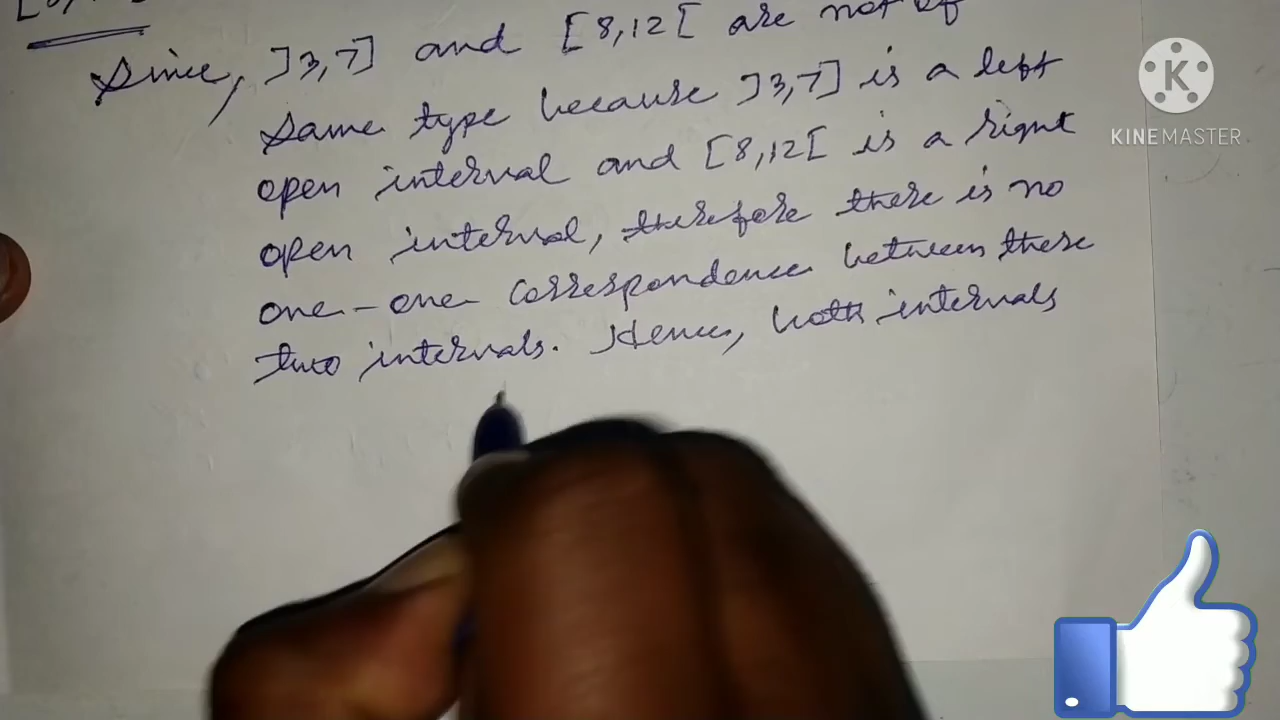 Since, ]3,7] and [8,12[ are not of
same type because ]3,7] is a left
open interval and [8,12[ is a right
open interval, therefore there is no
one-one correspondence between these
two intervals. Hence, both intervals
K
KINEMASTER